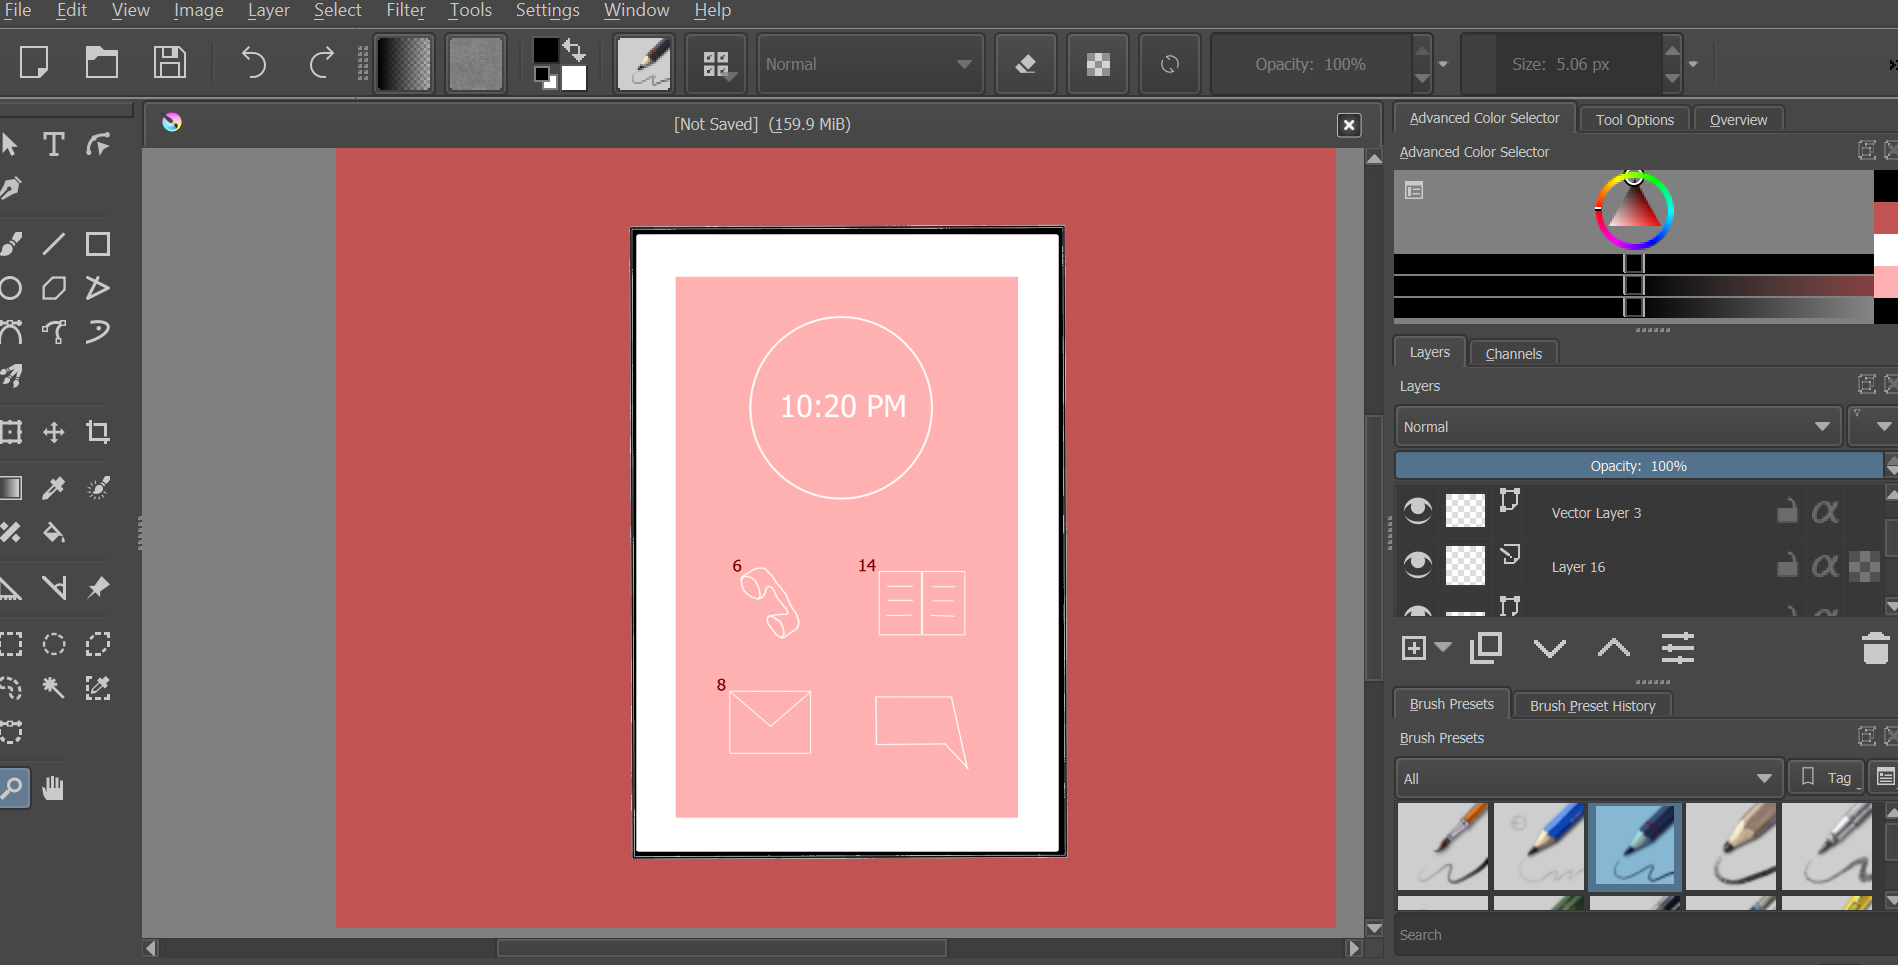 File Edit View Image Layer Select Filter Tools Settings Window Help
Normal Opacity: 100% Size: 5.06 px
[Not Saved] (159.9 MiB)
10:20 PM
6 14
8
Advanced Color Selector Tool Options Overview
Advanced Color Selector
Layers Channels
Layers
Normal
Opacity: 100%
Vector Layer 3
Layer 16
Brush Presets Brush Preset History
Brush Presets
All Tag
Search